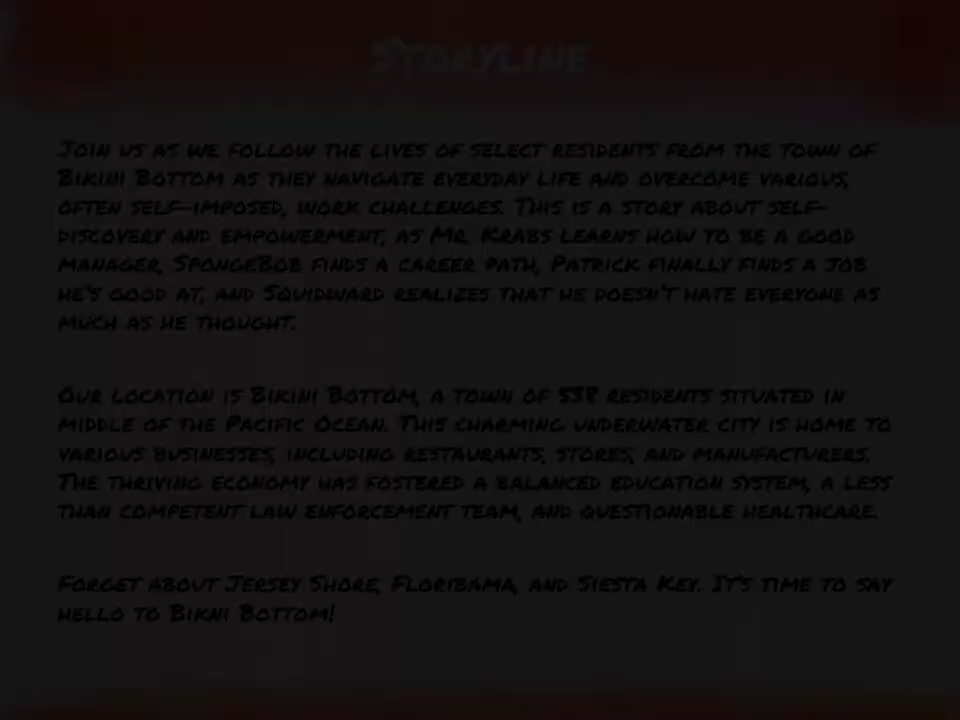 Storyline
Join us as we follow the lives of select residents from the town of
Bikini Bottom as they navigate everyday life and overcome various,
often self-imposed, work challenges. This is a story about self-
discovery and empowerment, as Mr. Krabs learns how to be a good
manager, SpongeBob finds a career path, Patrick finally finds a job
he's good at, and Squidward realizes that he doesn't hate everyone as
much as he thought.
Our location is Bikini Bottom, a town of 538 residents situated in
middle of the Pacific Ocean. This charming underwater city is home to
various businesses, including restaurants, stores, and manufacturers.
The thriving economy has fostered a balanced education system, a less
than competent law enforcement team, and questionable healthcare.
Forget about Jersey Shore, Floribama, and Siesta Key. It's time to say
hello to Bikni Bottom!